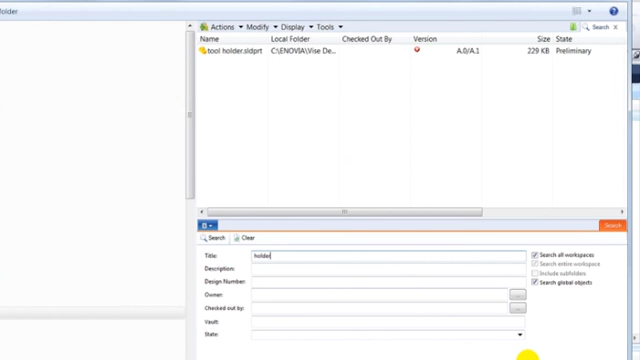 folder
Actions Modify Display Tools Search
Name Local Folder Checked Out By Version Size State
tool holder.sldprt C:\ENOVIA\Vise De... A.0/A.1 229 KB Preliminary
Search
Search Clear
Title: holder Search all workspaces
Description: Search entire workspace
Design Number: Include subfolders
Search global objects
Owner: ...
Checked out by: ...
Vault:
State: